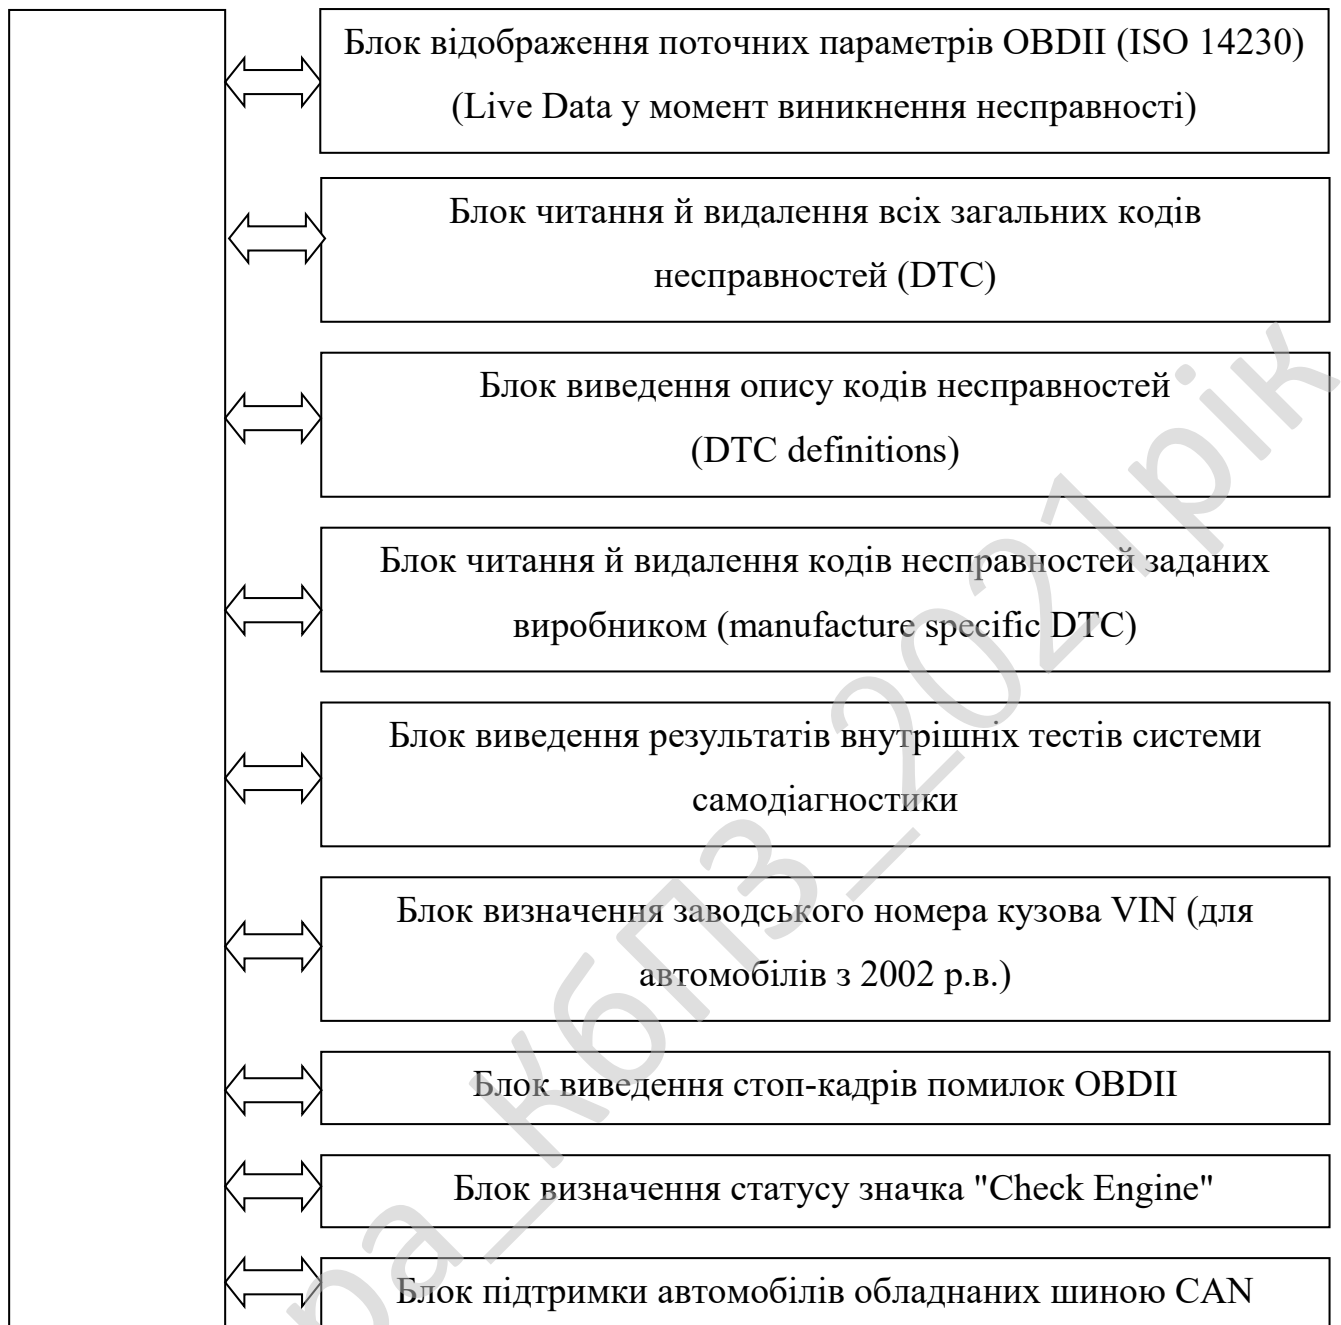 Блок відображення поточних параметрів OBDII (ISO 14230)
(Live Data у момент виникнення несправності)
Блок читання й видалення всіх загальних кодів
несправностей (DTC)
Блок виведення опису кодів несправностей
(DTC definitions)
Блок читання й видалення кодів несправностей заданих
виробником (manufacture specific DTC)
Блок виведення результатів внутрішніх тестів системи
самодіагностики
Блок визначення заводського номера кузова VIN (для
автомобілів з 2002 р.в.)
Блок виведення стоп-кадрів помилок OBDII
Блок визначення статусу значка "Check Engine"
Блок підтримки автомобілів обладнаних шиною CAN
ра_КбПЗ_2021рік